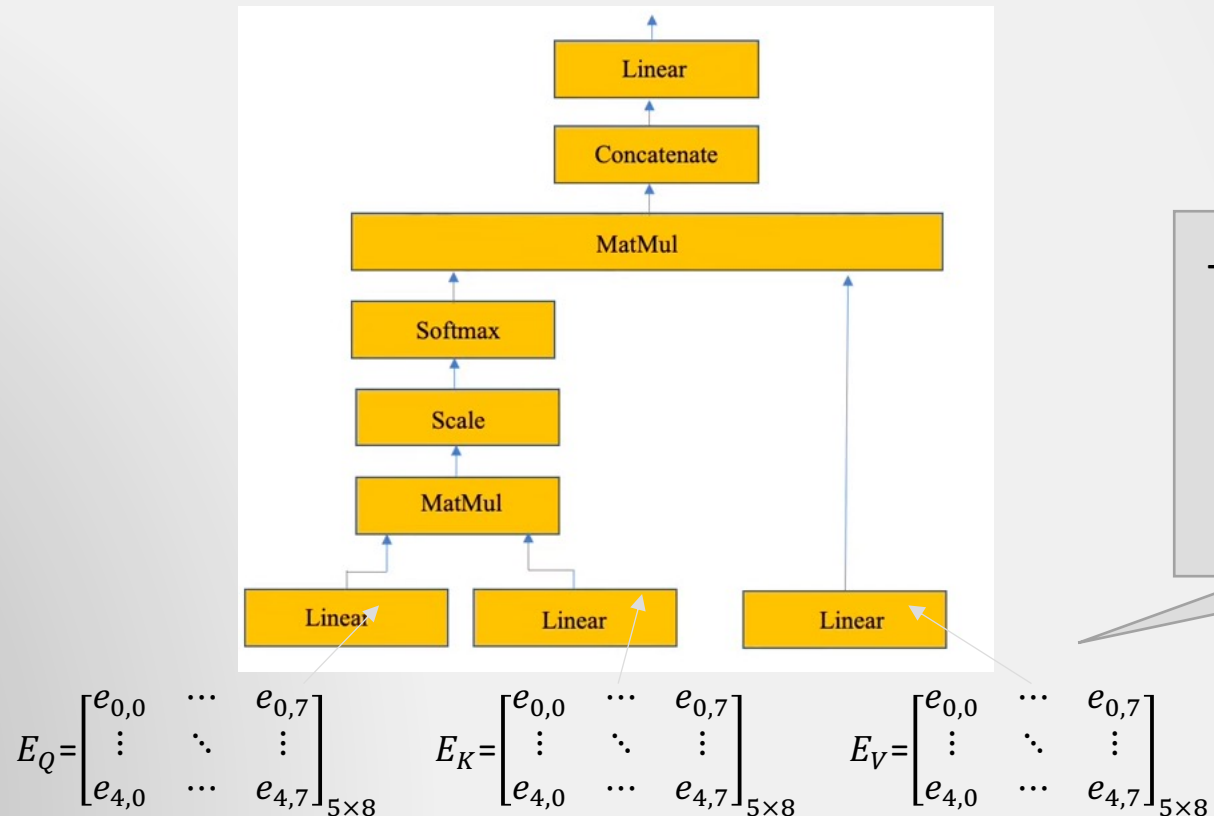 Linear
Concatenate
MatMul
Softmax
Scale
MatMul
Linear Linear Linear
E_Q=[e_{0,0} ⋯ e_{0,7} ⋮ ⋱ ⋮ e_{4,0} ⋯ e_{4,7}]_{5×8}
E_K=[e_{0,0} ⋯ e_{0,7} ⋮ ⋱ ⋮ e_{4,0} ⋯ e_{4,7}]_{5×8}
E_V=[e_{0,0} ⋯ e_{0,7} ⋮ ⋱ ⋮ e_{4,0} ⋯ e_{4,7}]_{5×8}